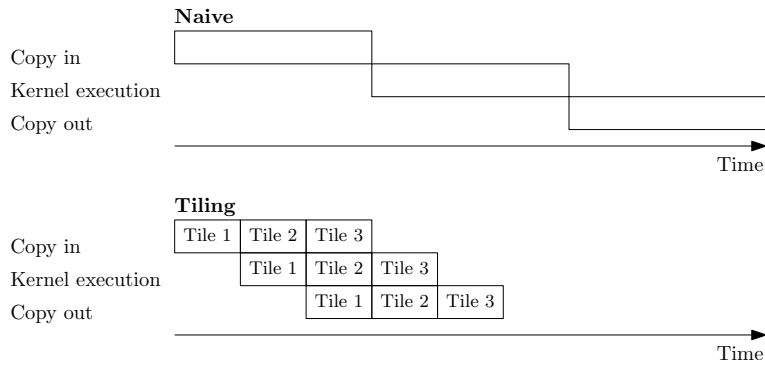 Naive
Copy in
Kernel execution
Copy out
Time
Tiling
Tile 1 Tile 2 Tile 3
Copy in
Tile 1 Tile 2 Tile 3
Kernel execution
Tile 1 Tile 2 Tile 3
Copy out
Time